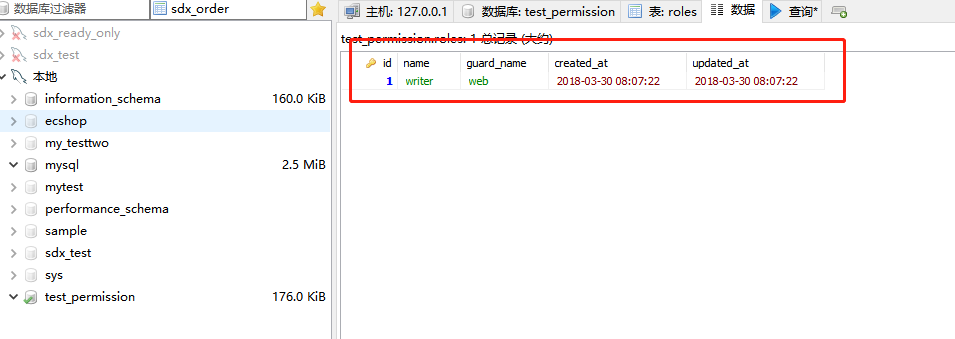 数据库过滤器 sdx_order
sdx_ready_only
sdx_test
本地
information_schema 160.0 KiB
ecshop
my_testtwo
mysql 2.5 MiB
mytest
performance_schema
sample
sdx_test
sys
test_permission 176.0 KiB
主机: 127.0.0.1 数据库: test_permission 表: roles 数据 查询*
test_permission.roles: 1 总记录 (大约)
id name guard_name created_at updated_at
1 writer web 2018-03-30 08:07:22 2018-03-30 08:07:22